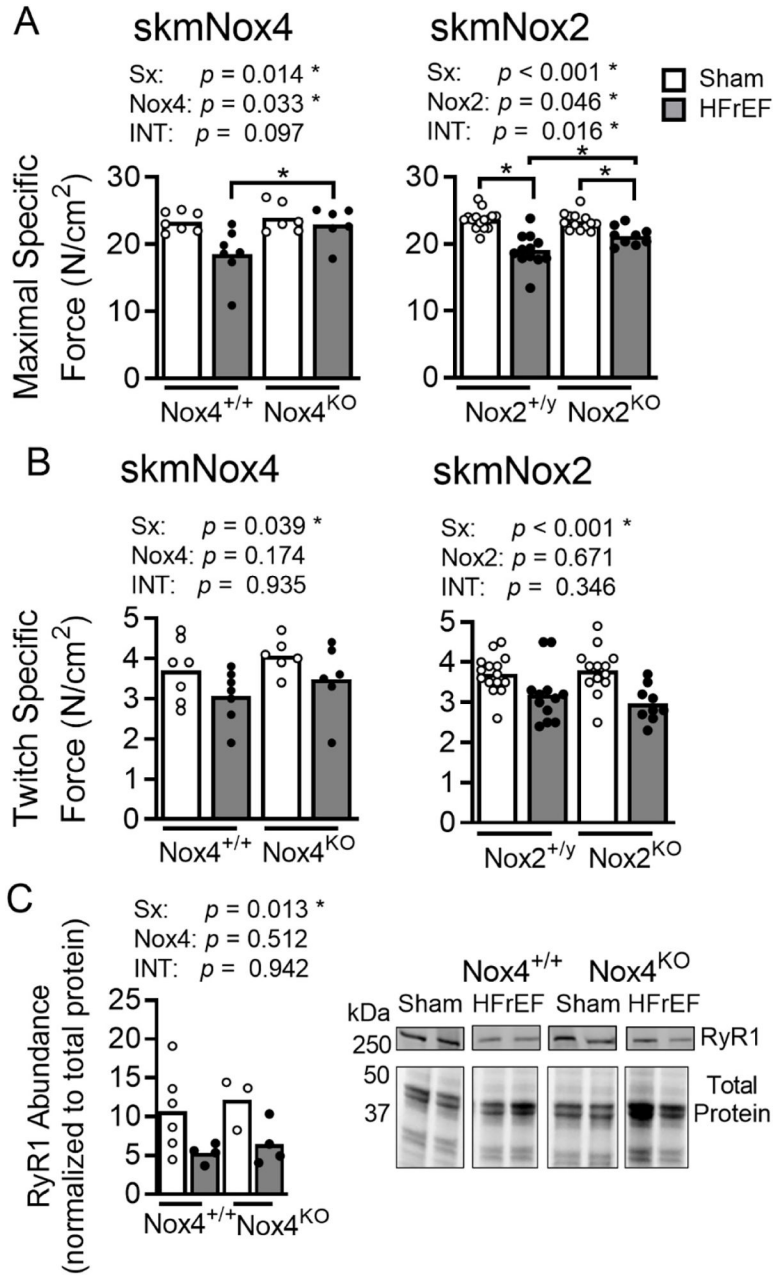 A
skmNox4
Sx: p = 0.014 *
Nox4: p = 0.033 *
INT: p = 0.097
skmNox2
Sx: p < 0.001 *
Nox2: p = 0.046 *
INT: p = 0.016 *
Sham
HFrEF
Maximal Specific
Force (N/cm²)
30
20
10
0
*
Nox4+/+
Nox4KO
30
20
10
0
*
*
*
Nox2+/y
Nox2KO
B
skmNox4
Sx: p = 0.039 *
Nox4: p = 0.174
INT: p = 0.935
skmNox2
Sx: p < 0.001 *
Nox2: p = 0.671
INT: p = 0.346
Twitch Specific
Force (N/cm²)
5
4
3
2
1
0
Nox4+/+
Nox4KO
5
4
3
2
1
0
Nox2+/y
Nox2KO
C
Sx: p = 0.013 *
Nox4: p = 0.512
INT: p = 0.942
RyR1 Abundance
(normalized to total protein)
25
20
15
10
5
0
Nox4+/+
Nox4KO
Nox4+/+ Nox4KO
kDa Sham HFrEF Sham HFrEF
250 RyR1
50
37
Total
Protein